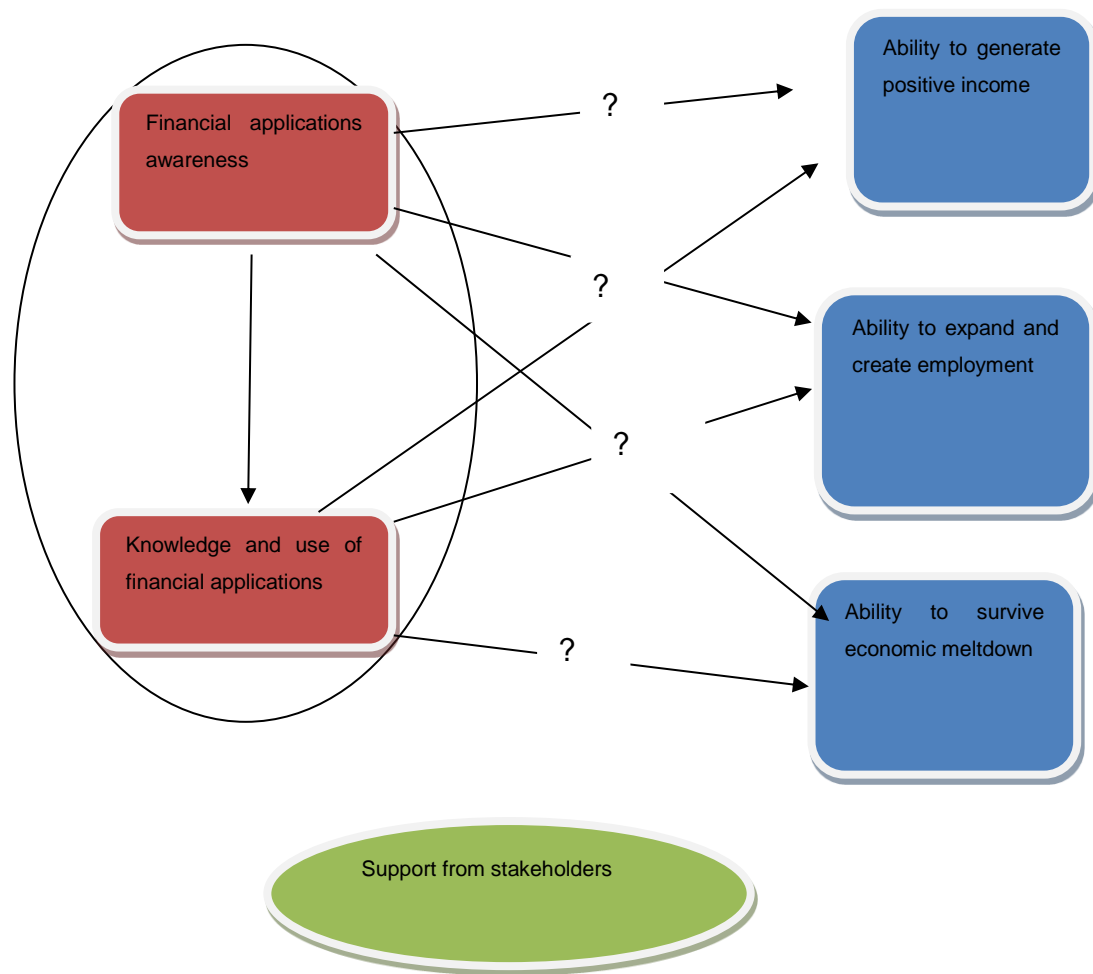 Ability to generate
positive income
?
Financial applications
awareness
?
Ability to expand and
create employment
?
Knowledge and use of
financial applications
Ability to survive
economic meltdown
?
Support from stakeholders